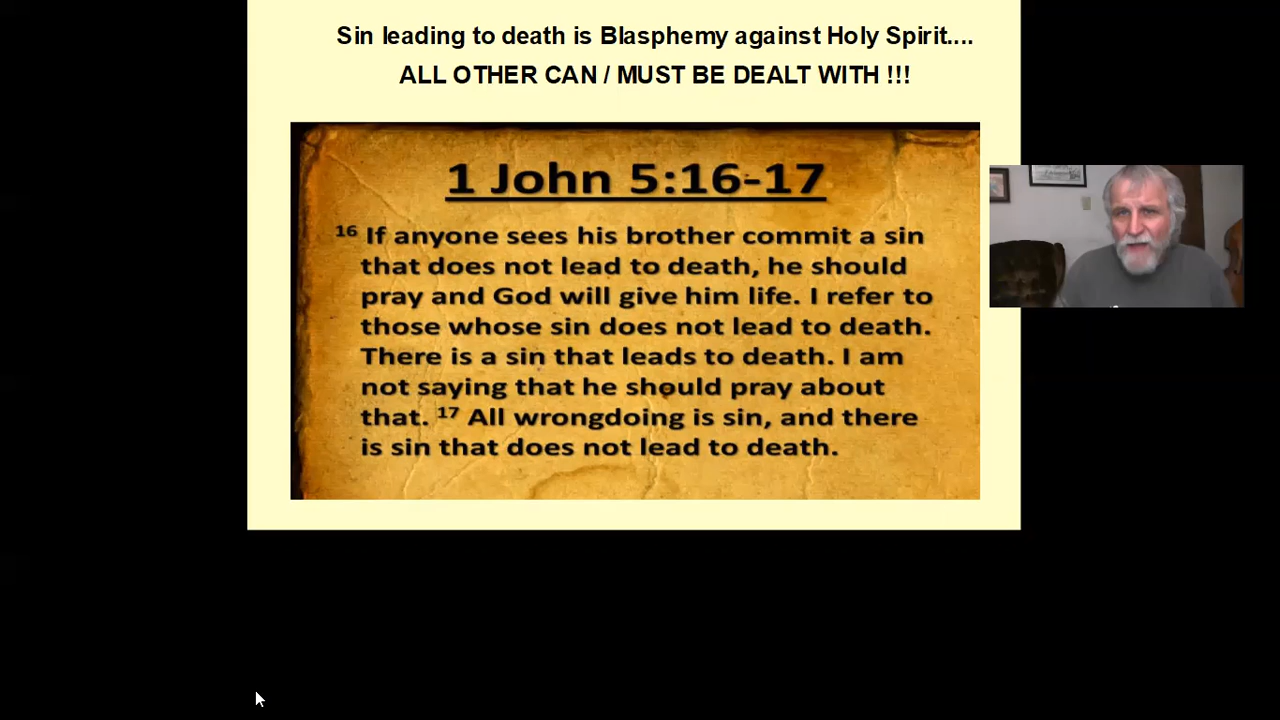 Sin leading to death is Blasphemy against Holy Spirit....
ALL OTHER CAN / MUST BE DEALT WITH !!!
1 John 5:16-17
16 If anyone sees his brother commit a sin
that does not lead to death, he should
pray and God will give him life. I refer to
those whose sin does not lead to death.
There is a sin that leads to death. I am
not saying that he should pray about
that. 17 All wrongdoing is sin, and there
is sin that does not lead to death.